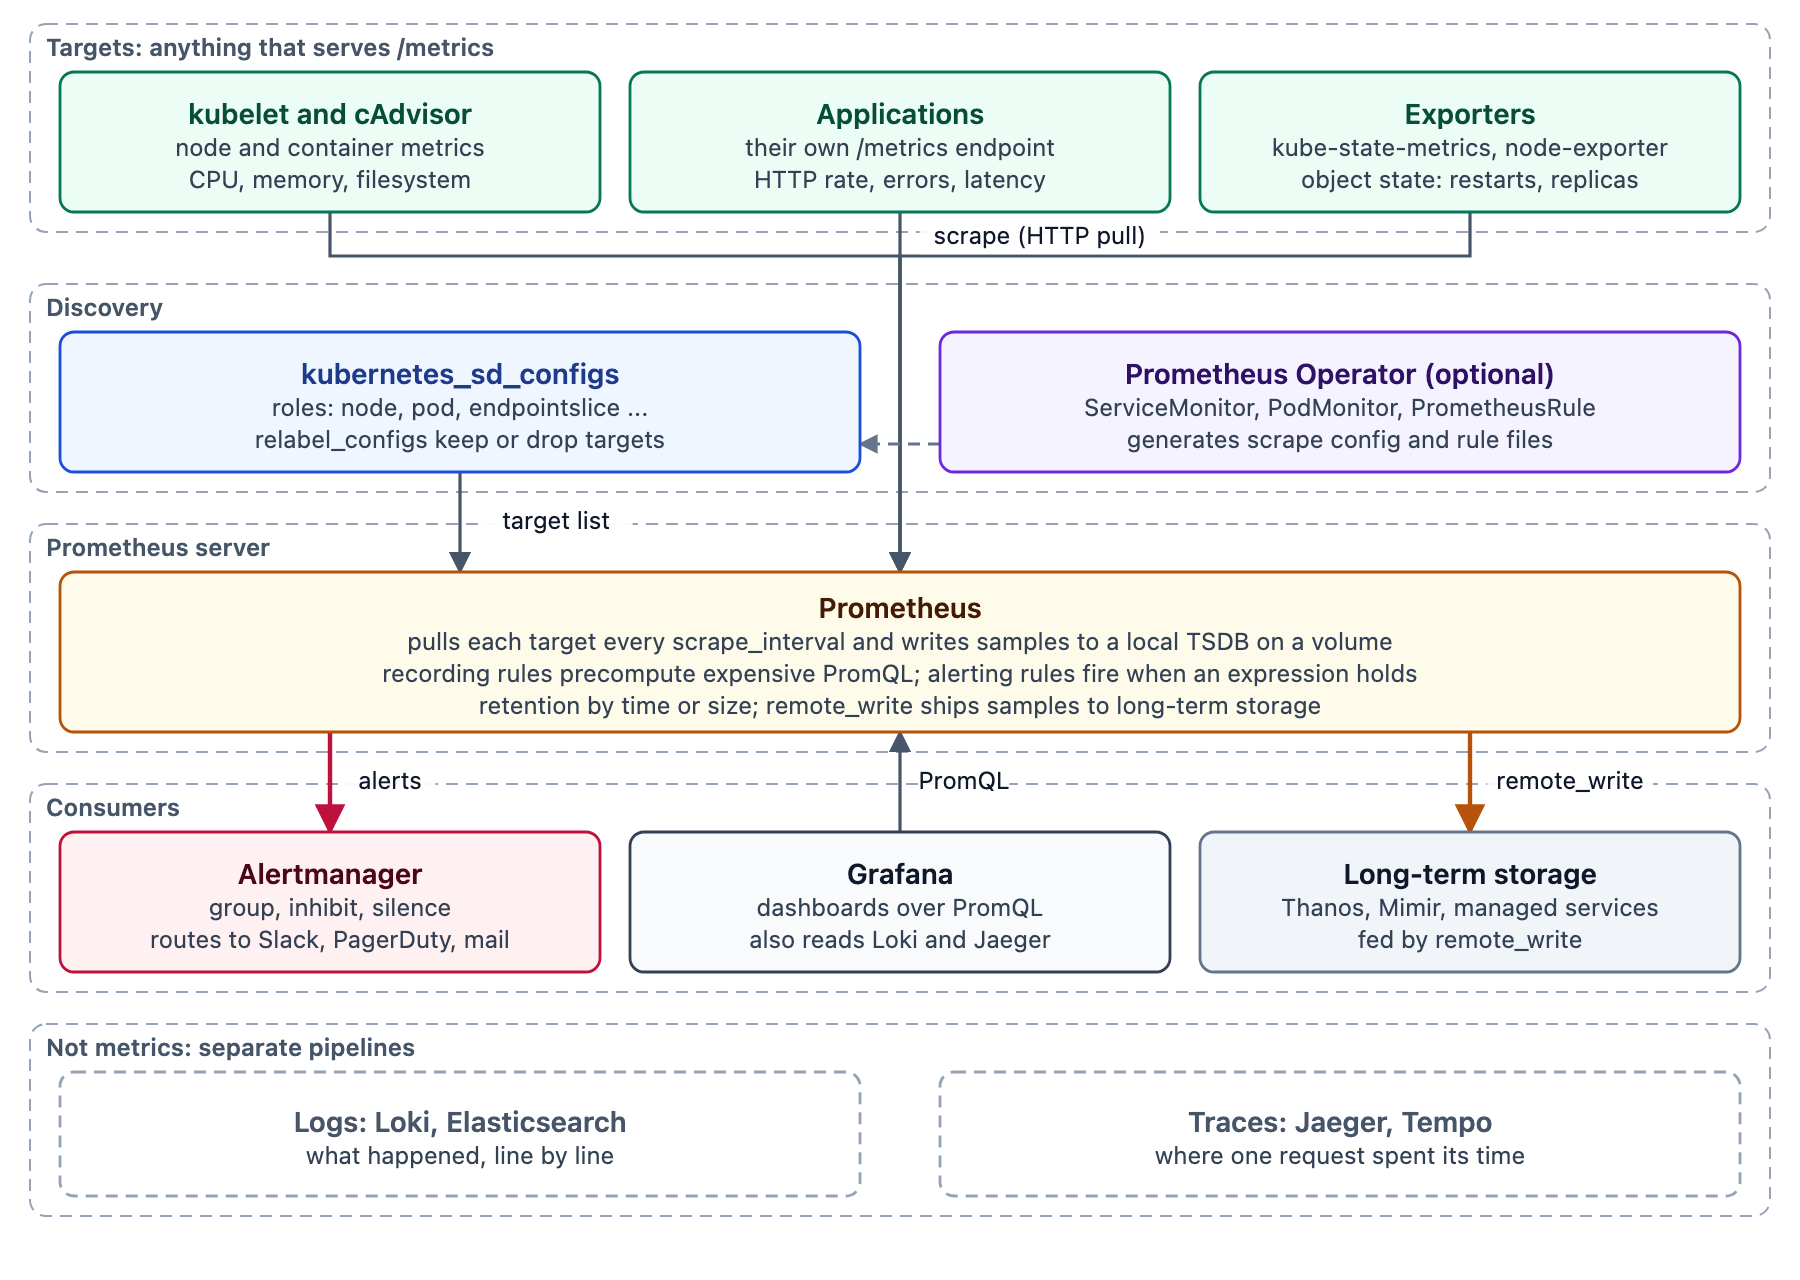 Targets: anything that serves /metrics
kubelet and cAdvisor
node and container metrics
CPU, memory, filesystem
Applications
their own /metrics endpoint
HTTP rate, errors, latency
Exporters
kube-state-metrics, node-exporter
object state: restarts, replicas
scrape (HTTP pull)
Discovery
kubernetes_sd_configs
roles: node, pod, endpointslice ...
relabel_configs keep or drop targets
Prometheus Operator (optional)
ServiceMonitor, PodMonitor, PrometheusRule
generates scrape config and rule files
target list
Prometheus server
Prometheus
pulls each target every scrape_interval and writes samples to a local TSDB on a volume
recording rules precompute expensive PromQL; alerting rules fire when an expression holds
retention by time or size; remote_write ships samples to long-term storage
alerts
PromQL
remote_write
Consumers
Alertmanager
group, inhibit, silence
routes to Slack, PagerDuty, mail
Grafana
dashboards over PromQL
also reads Loki and Jaeger
Long-term storage
Thanos, Mimir, managed services
fed by remote_write
Not metrics: separate pipelines
Logs: Loki, Elasticsearch
what happened, line by line
Traces: Jaeger, Tempo
where one request spent its time